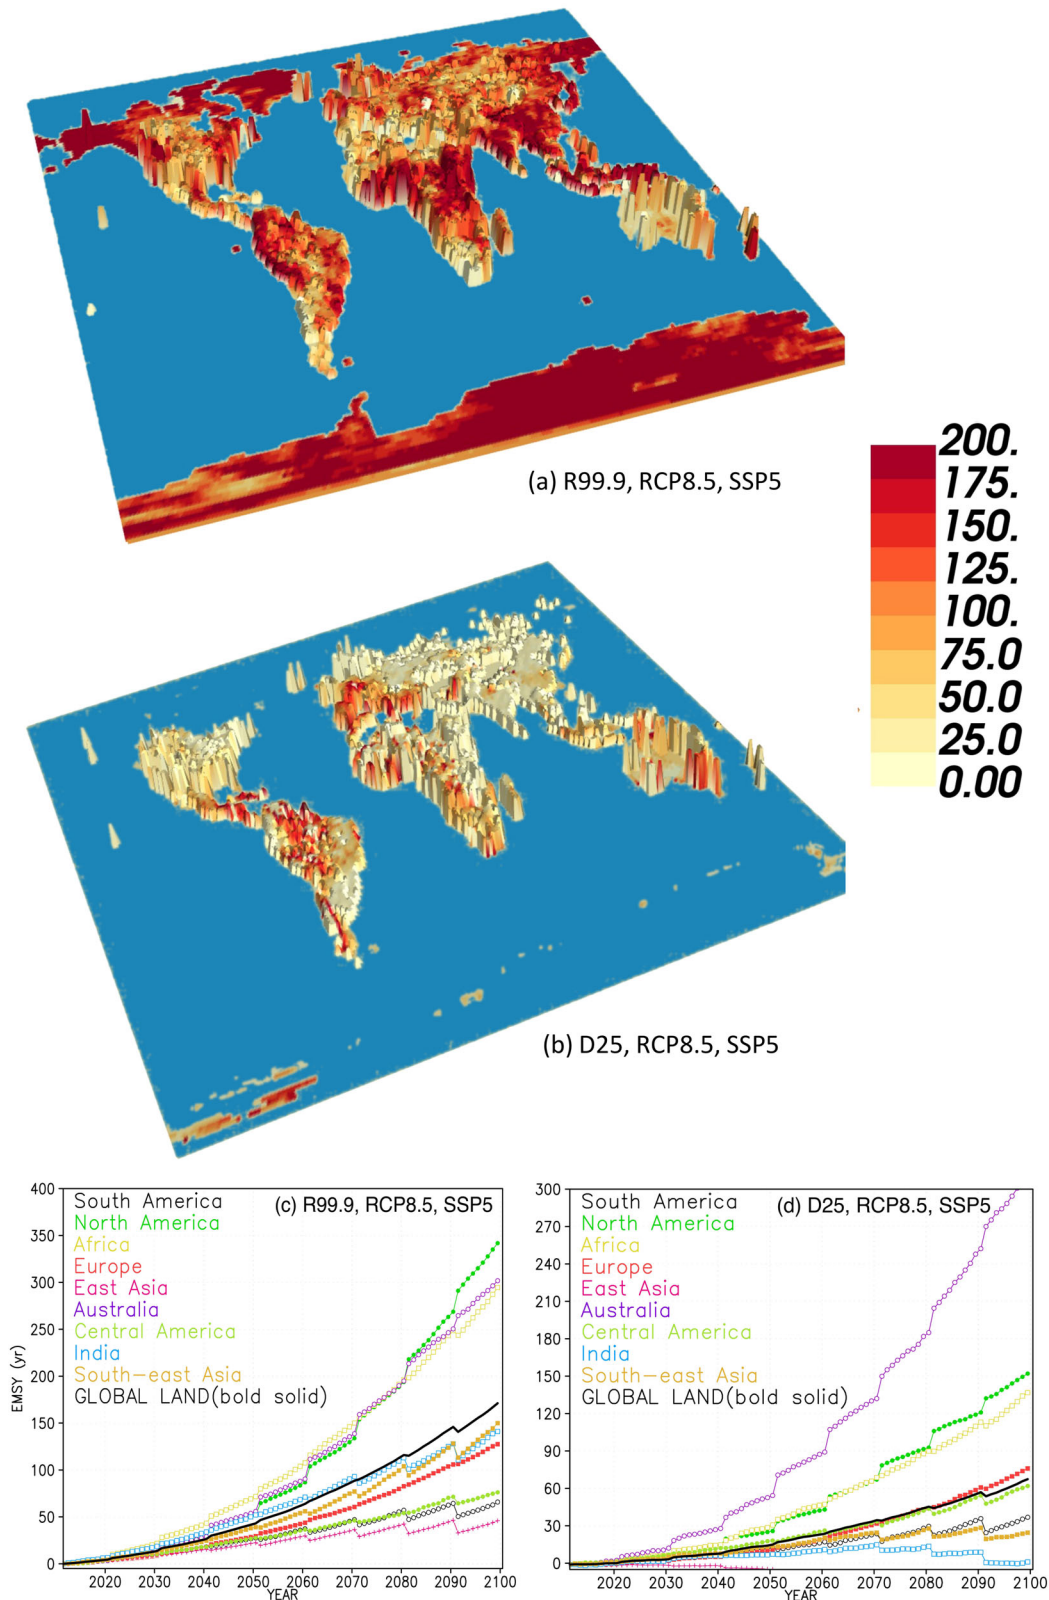 (a) R99.9, RCP8.5, SSP5
200.
175.
150.
125.
100.
75.0
50.0
25.0
0.00
(b) D25, RCP8.5, SSP5
(c) R99.9, RCP8.5, SSP5
South America
North America
Africa
Europe
East Asia
Australia
Central America
India
South-east Asia
GLOBAL LAND(bold solid)
EMSY (yr)
400
350
300
250
200
150
100
50
0
2020 2030 2040 2050 2060 2070 2080 2090 2100
YEAR
(d) D25, RCP8.5, SSP5
South America
North America
Africa
Europe
East Asia
Australia
Central America
India
South-east Asia
GLOBAL LAND(bold solid)
300
270
240
210
180
150
120
90
60
30
0
2020 2030 2040 2050 2060 2070 2080 2090 2100
YEAR